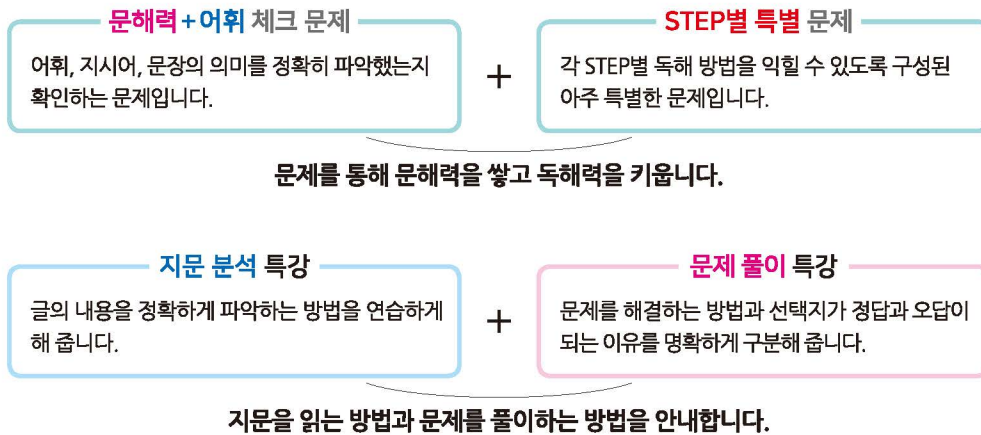 문해력+어휘 체크 문제
어휘, 지시어, 문장의 의미를 정확히 파악했는지
확인하는 문제입니다.
+
STEP별 특별 문제
각 STEP별 독해 방법을 익힐 수 있도록 구성된
아주 특별한 문제입니다.
문제를 통해 문해력을 쌓고 독해력을 키웁니다.
지문 분석 특강
글의 내용을 정확하게 파악하는 방법을 연습하게
해 줍니다.
+
문제 풀이 특강
문제를 해결하는 방법과 선택지가 정답과 오답이
되는 이유를 명확하게 구분해 줍니다.
지문을 읽는 방법과 문제를 풀이하는 방법을 안내합니다.